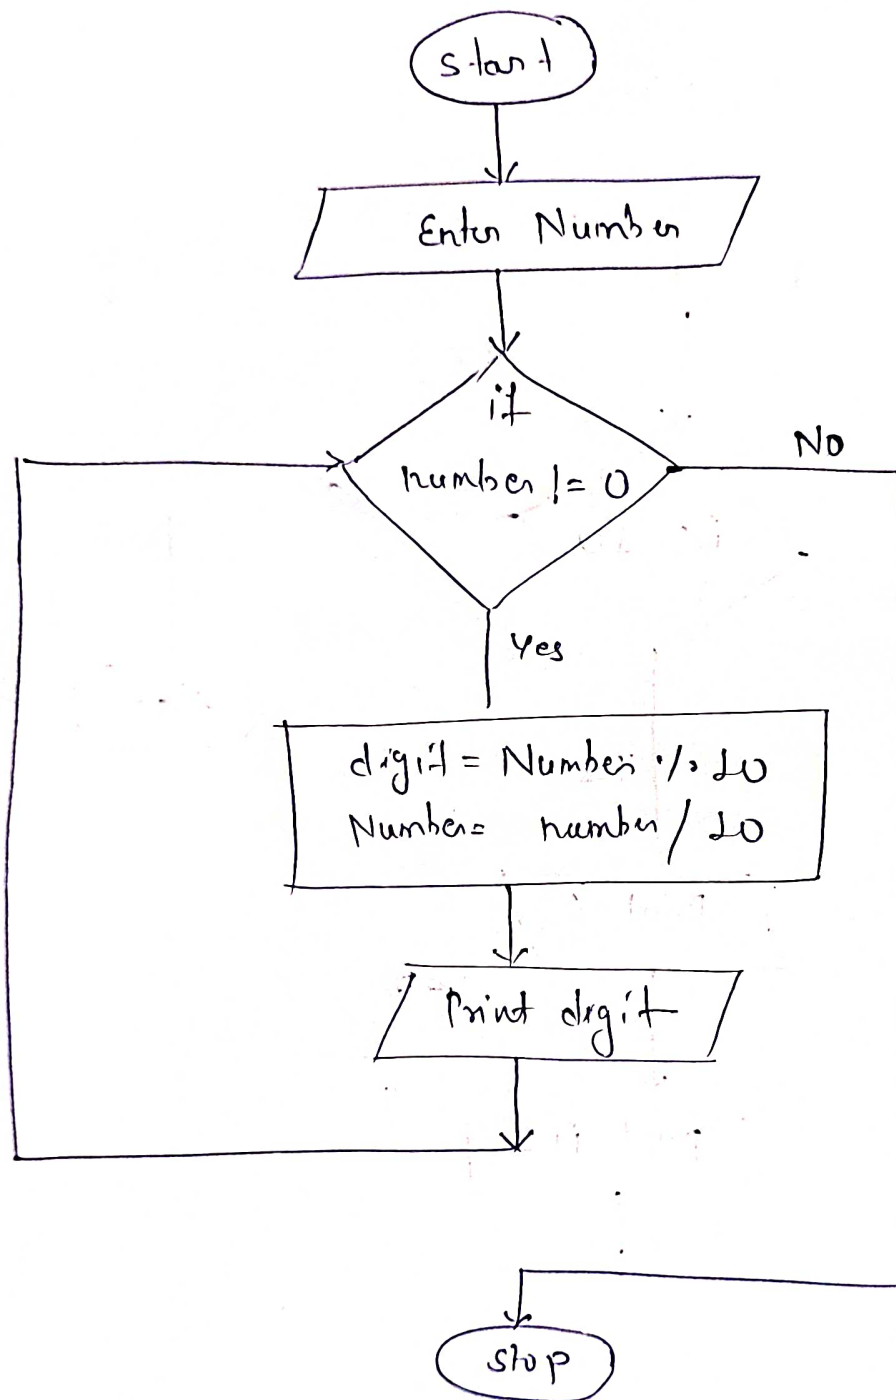 start
Enter Number
if
number != 0
No
Yes
digit = Number % 10
Number = number / 10
Print digit
stop